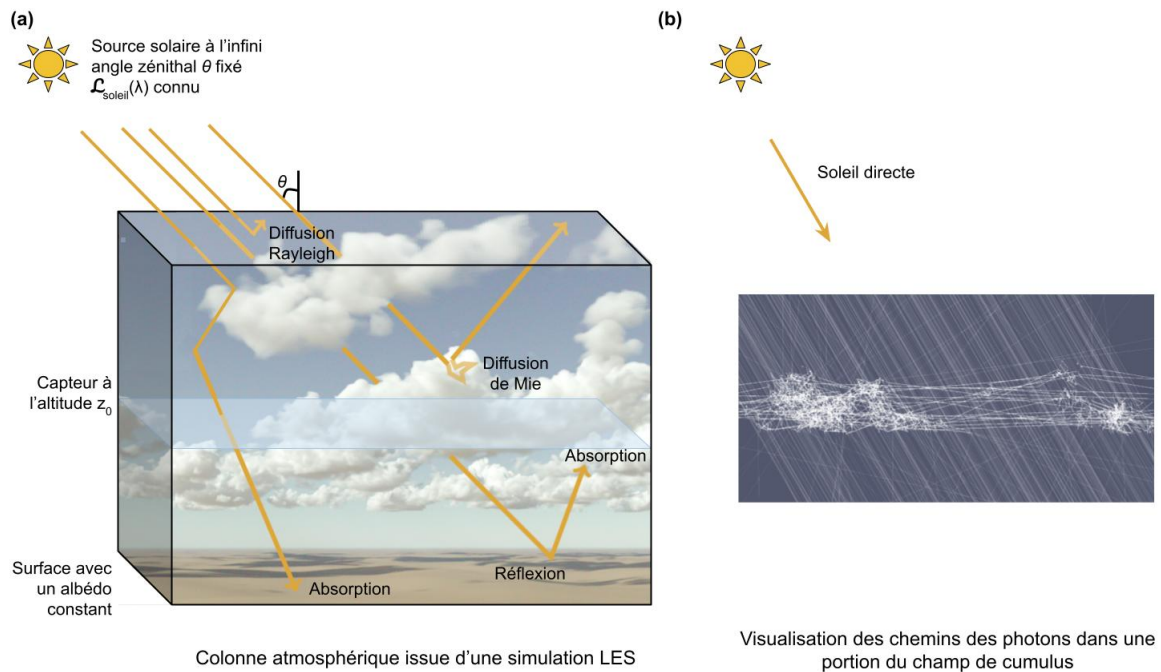 (a)
Source solaire à l’infini
angle zénithal θ fixé
𝓛soleil(λ) connu
θ
Diffusion
Rayleigh
Diffusion
de Mie
Capteur à
l’altitude z0
Absorption
Surface avec
un albédo
constant
Absorption
Réflexion
Colonne atmosphérique issue d’une simulation LES
(b)
Soleil directe
Visualisation des chemins des photons dans une
portion du champ de cumulus